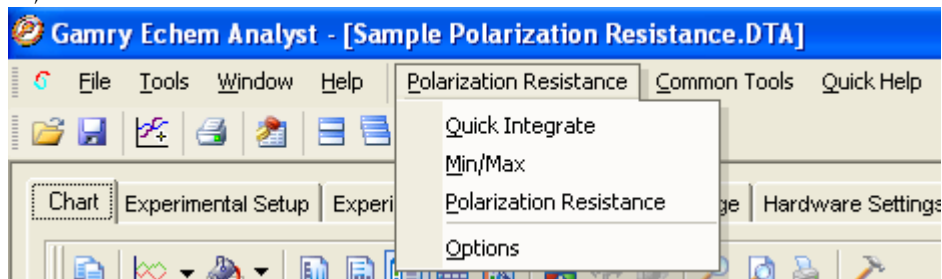 Gamry Echem Analyst - [Sample Polarization Resistance.DTA]
File Tools Window Help Polarization Resistance Common Tools Quick Help
Quick Integrate
Min/Max
Polarization Resistance
Options
Chart Experimental Setup Experi ge Hardware Settings